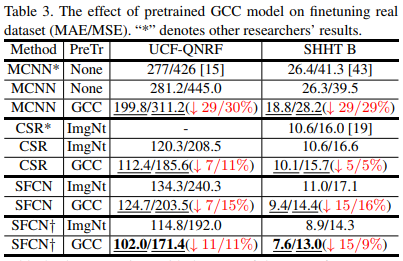 Table 3. The effect of pretrained GCC model on finetuning real
dataset (MAE/MSE). “*” denotes other researchers’ results.
Method PreTr UCF-QNRF SHHT B
MCNN* None 277/426 [15] 26.4/41.3 [43]
MCNN None 281.2/445.0 26.3/39.5
MCNN GCC 199.8/311.2(↓ 29/30%) 18.8/28.2(↓ 29/29%)
CSR* ImgNt - 10.6/16.0 [19]
CSR ImgNt 120.3/208.5 10.6/16.6
CSR GCC 112.4/185.6(↓ 7/11%) 10.1/15.7(↓ 5/5%)
SFCN ImgNt 134.3/240.3 11.0/17.1
SFCN GCC 124.7/203.5(↓ 7/15%) 9.4/14.4(↓ 15/16%)
SFCN† ImgNt 114.8/192.0 8.9/14.3
SFCN† GCC 102.0/171.4(↓ 11/11%) 7.6/13.0(↓ 15/9%)